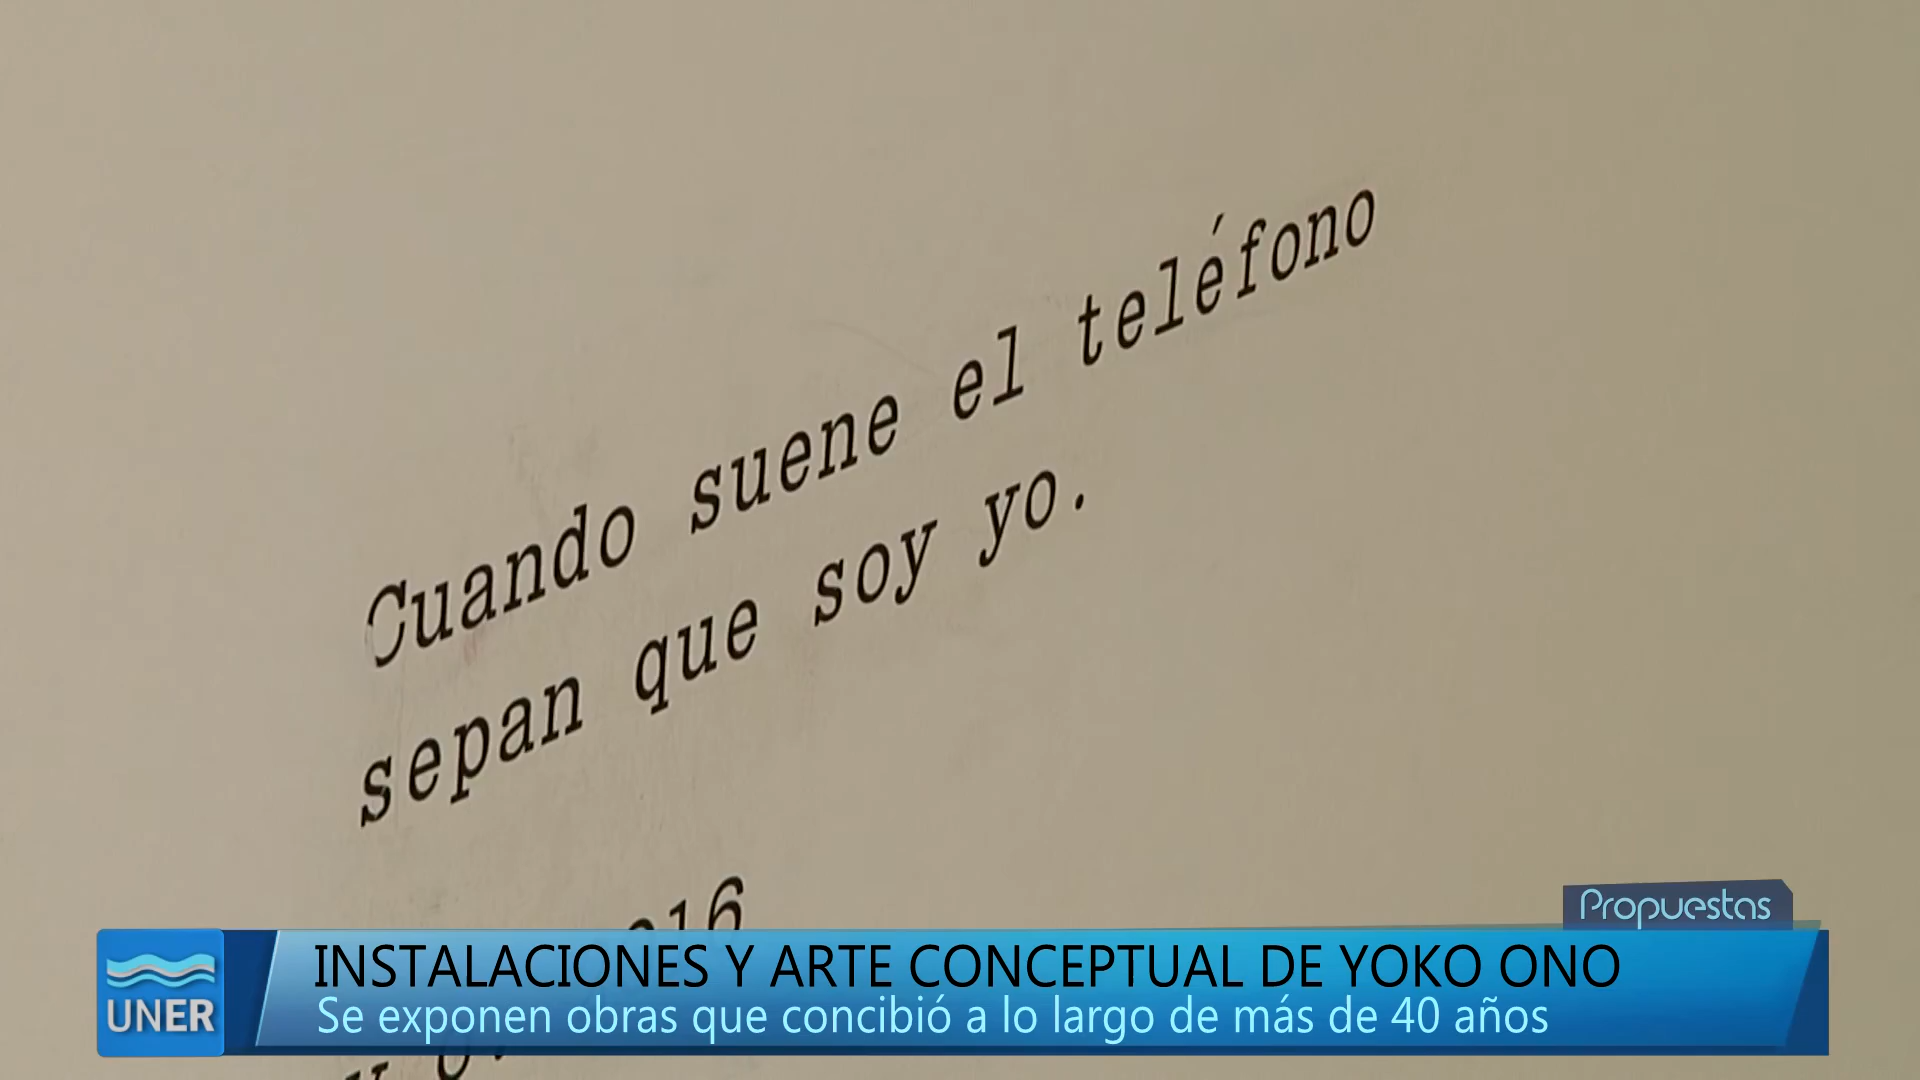 Cuando suene el teléfono
sepan que soy yo.
Propuestas
INSTALACIONES Y ARTE CONCEPTUAL DE YOKO ONO
Se exponen obras que concibió a lo largo de más de 40 años
UNER